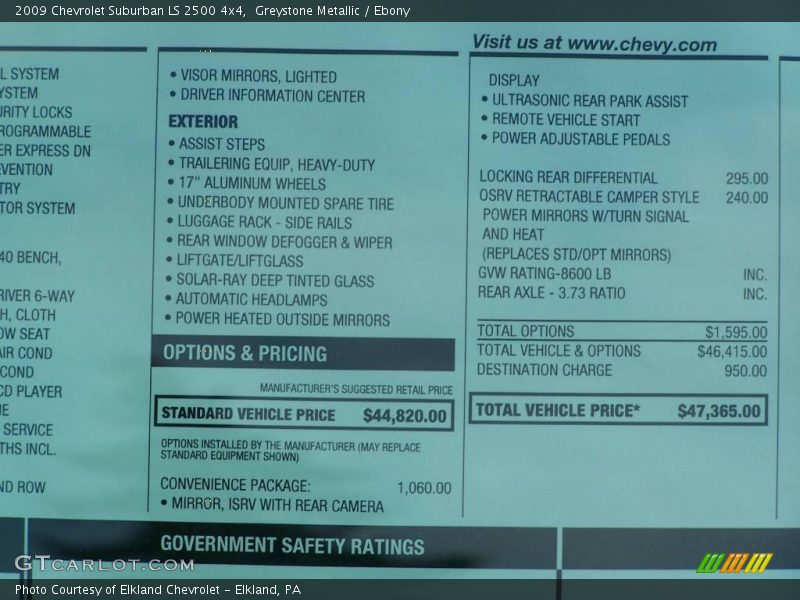 2009 Chevrolet Suburban LS 2500 4x4,  Greystone Metallic / Ebony
L SYSTEM
YSTEM
URITY LOCKS
ROGRAMMABLE
ER EXPRESS DN
EVENTION
TRY
TOR SYSTEM
40 BENCH,
RIVER 6-WAY
H, CLOTH
OW SEAT
AIR COND
COND
CD PLAYER
NE
SERVICE
THS INCL.
ND ROW
• VISOR MIRRORS, LIGHTED
• DRIVER INFORMATION CENTER
EXTERIOR
• ASSIST STEPS
• TRAILERING EQUIP, HEAVY-DUTY
• 17" ALUMINUM WHEELS
• UNDERBODY MOUNTED SPARE TIRE
• LUGGAGE RACK - SIDE RAILS
• REAR WINDOW DEFOGGER & WIPER
• LIFTGATE/LIFTGLASS
• SOLAR-RAY DEEP TINTED GLASS
• AUTOMATIC HEADLAMPS
• POWER HEATED OUTSIDE MIRRORS
OPTIONS & PRICING
MANUFACTURER'S SUGGESTED RETAIL PRICE
STANDARD VEHICLE PRICE $44,820.00
OPTIONS INSTALLED BY THE MANUFACTURER (MAY REPLACE
STANDARD EQUIPMENT SHOWN)
CONVENIENCE PACKAGE: 1,060.00
• MIRROR, ISRV WITH REAR CAMERA
Visit us at www.chevy.com
DISPLAY
• ULTRASONIC REAR PARK ASSIST
• REMOTE VEHICLE START
• POWER ADJUSTABLE PEDALS
LOCKING REAR DIFFERENTIAL 295.00
OSRV RETRACTABLE CAMPER STYLE 240.00
POWER MIRRORS W/TURN SIGNAL
AND HEAT
(REPLACES STD/OPT MIRRORS)
GVW RATING-8600 LB INC.
REAR AXLE - 3.73 RATIO INC.
TOTAL OPTIONS $1,595.00
TOTAL VEHICLE & OPTIONS $46,415.00
DESTINATION CHARGE 950.00
TOTAL VEHICLE PRICE* $47,365.00
GOVERNMENT SAFETY RATINGS
GTCARLOT.COM
Photo Courtesy of Elkland Chevrolet – Elkland, PA